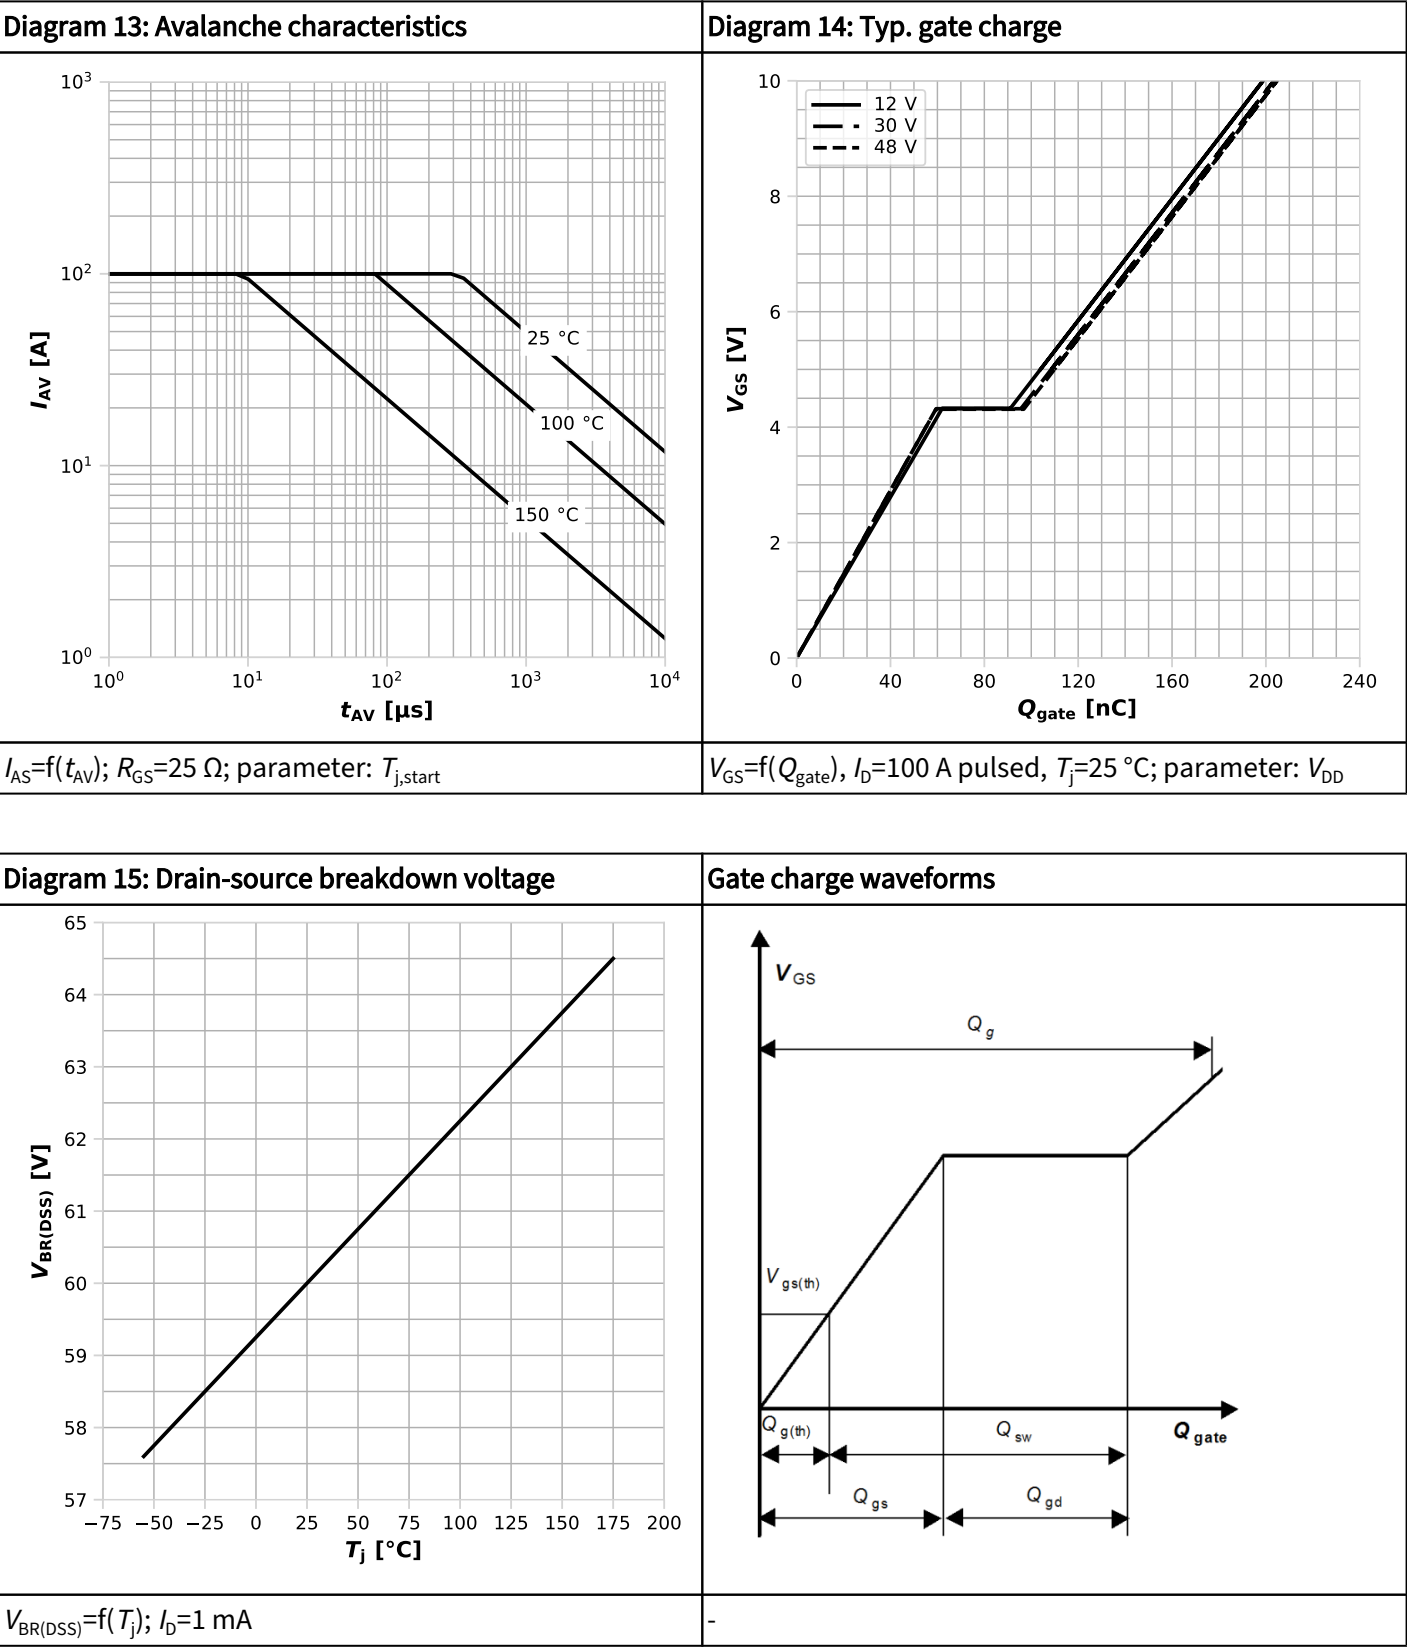 Diagram 13: Avalanche characteristics
10³
10²
10¹
10⁰
I_AV [A]
25 °C
100 °C
150 °C
10⁰ 10¹ 10² 10³ 10⁴
t_AV [µs]
I_AS=f(t_AV); R_GS=25 Ω; parameter: T_j,start
Diagram 14: Typ. gate charge
10
8
6
4
2
0
V_GS [V]
12 V
30 V
48 V
0 40 80 120 160 200 240
Q_gate [nC]
V_GS=f(Q_gate), I_D=100 A pulsed, T_j=25 °C; parameter: V_DD
Diagram 15: Drain-source breakdown voltage
65
64
63
62
61
60
59
58
57
V_BR(DSS) [V]
−75 −50 −25 0 25 50 75 100 125 150 175 200
T_j [°C]
V_BR(DSS)=f(T_j); I_D=1 mA
Gate charge waveforms
V_GS
Q_g
V_gs(th)
Q_g(th)
Q_sw
Q_gate
Q_gs
Q_gd
-